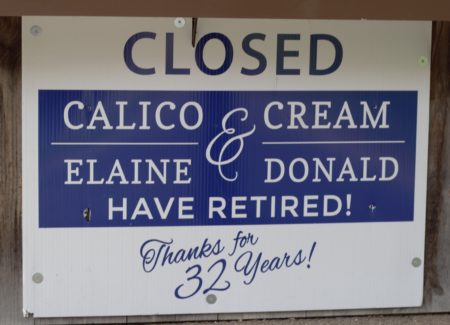 CLOSED
CALICO & CREAM
ELAINE & DONALD
HAVE RETIRED!
Thanks for
32 Years!